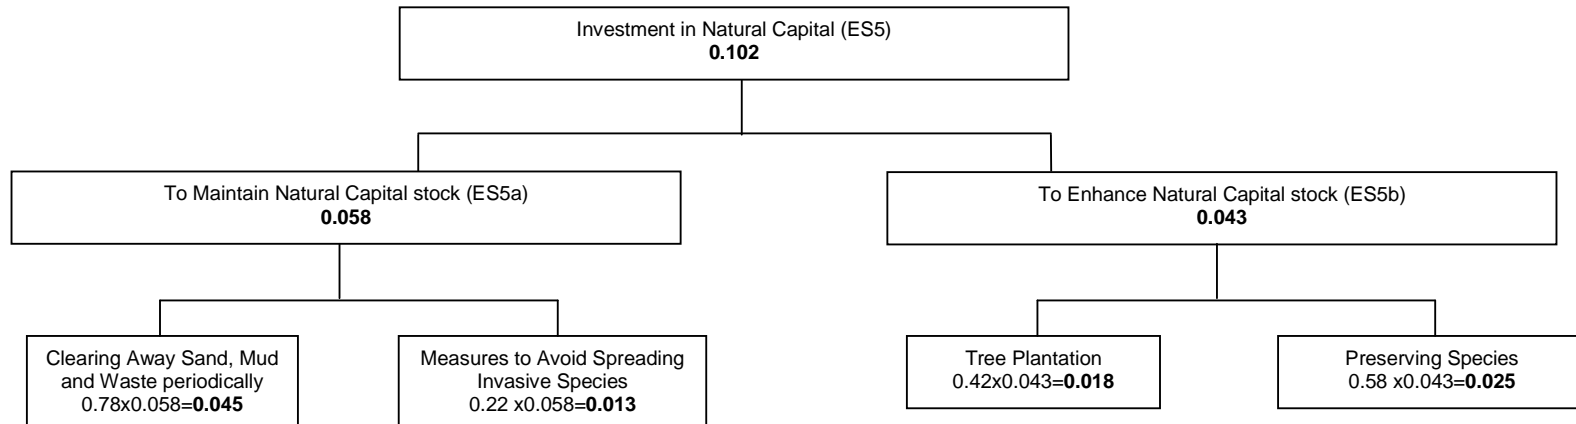 Investment in Natural Capital (ES5)
0.102
To Maintain Natural Capital stock (ES5a)
0.058
To Enhance Natural Capital stock (ES5b)
0.043
Clearing Away Sand, Mud
and Waste periodically
0.78x0.058=0.045
Measures to Avoid Spreading
Invasive Species
0.22 x0.058=0.013
Tree Plantation
0.42x0.043=0.018
Preserving Species
0.58 x0.043=0.025